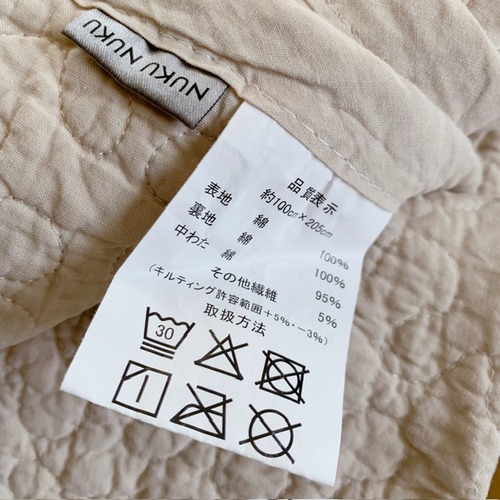 NUKU NUKU
品質表示
約100cm×205cm
表地 綿 100%
裏地 綿 100%
中わた 綿 95%
その他繊維 5%
(キルティング許容範囲+5%・-3%)
取扱方法
30